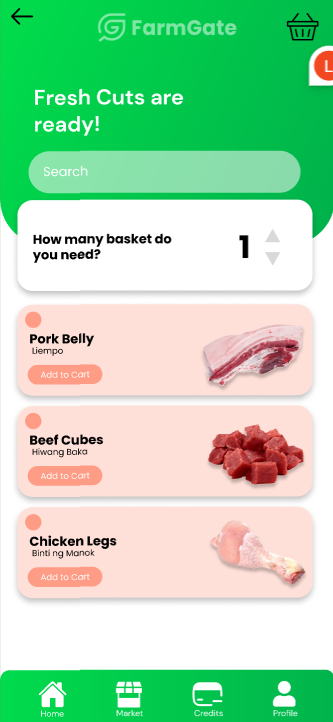 FarmGate
L
Fresh Cuts are
ready!
Search
How many basket do
you need?
1
Pork Belly
Liempo
Add to Cart
Beef Cubes
Hiwang Baka
Add to Cart
Chicken Legs
Binti ng Manok
Add to Cart
Home
Market
Credits
Profile